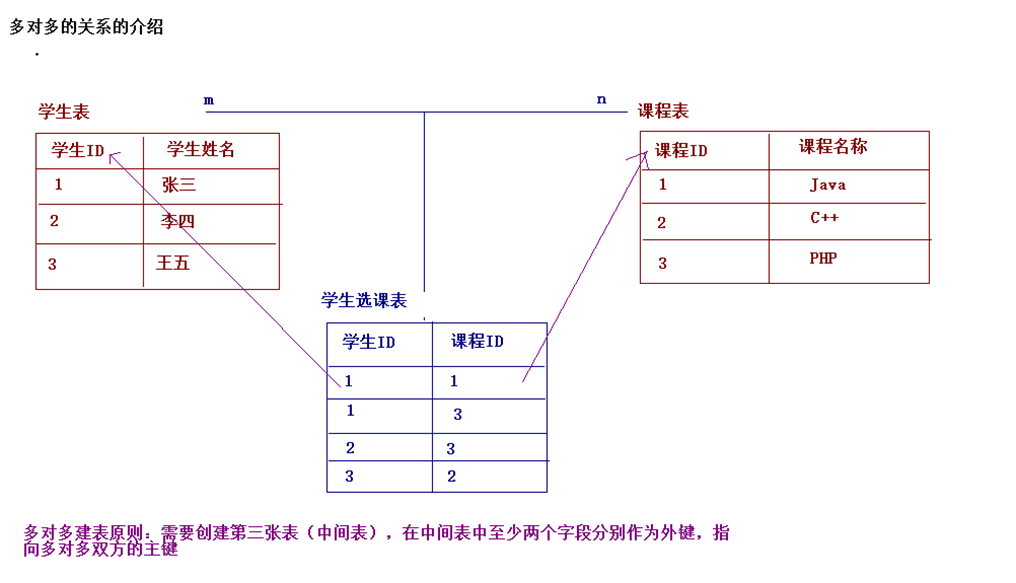 多对多的关系的介绍
m
n
学生表
课程表
学生ID 学生姓名
1 张三
2 李四
3 王五
课程ID 课程名称
1 Java
2 C++
3 PHP
学生选课表
学生ID 课程ID
1 1
1 3
2 3
3 2
多对多建表原则：需要创建第三张表（中间表），在中间表中至少两个字段分别作为外键，指
向多对多双方的主键